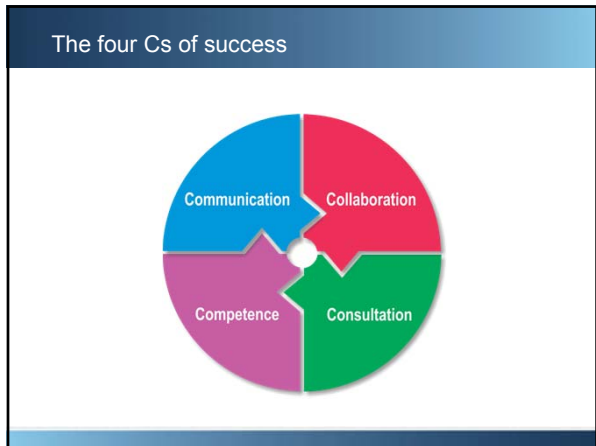 The four Cs of success
Communication
Collaboration
Competence
Consultation